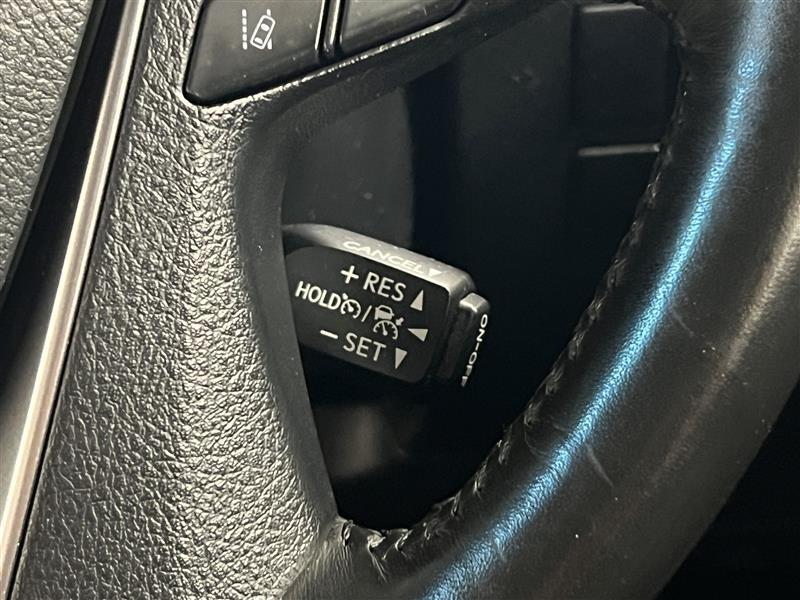 CANCEL▼
+RES▲
HOLD / ◀
−SET▼
ON-OFF